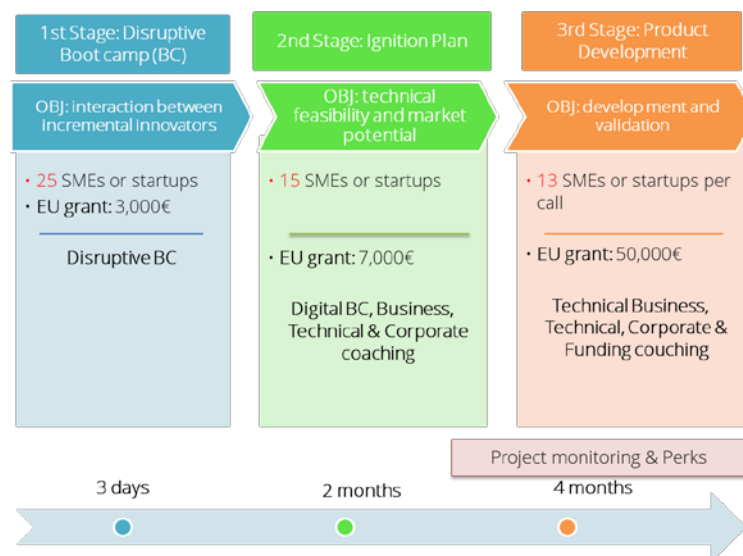 1st Stage: Disruptive
Boot camp (BC)
OBJ: interaction between
incremental innovators
• 25 SMEs or startups
• EU grant: 3,000€
Disruptive BC
2nd Stage: Ignition Plan
OBJ: technical
feasibility and market
potential
• 15 SMEs or startups
• EU grant: 7,000€
Digital BC, Business,
Technical & Corporate
coaching
3rd Stage: Product
Development
OBJ: development and
validation
• 13 SMEs or startups per
call
• EU grant: 50,000€
Technical Business,
Technical, Corporate &
Funding couching
Project monitoring & Perks
3 days
2 months
4 months